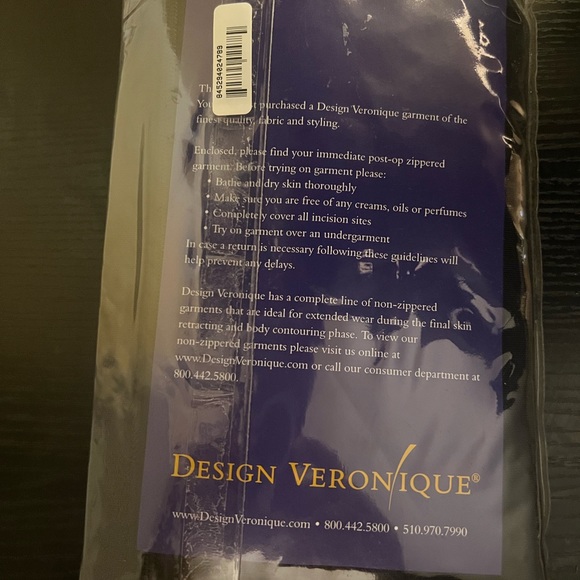 845294024789
Th
You purchased a Design Veronique garment of the
finest quality, fabric and styling.
Enclosed, please find your immediate post-op zippered
garment. Before trying on garment please:
• Bathe and dry skin thoroughly
• Make sure you are free of any creams, oils or perfumes
• Completely cover all incision sites
• Try on garment over an undergarment
In case a return is necessary following these guidelines will
help prevent any delays.
Design Veronique has a complete line of non-zippered
garments that are ideal for extended wear during the final skin
retracting and body contouring phase. To view our
non-zippered garments please visit us online at
www.DesignVeronique.com or call our consumer department at
800.442.5800.
DESIGN VERONIQUE®
www.DesignVeronique.com • 800.442.5800 • 510.970.7990